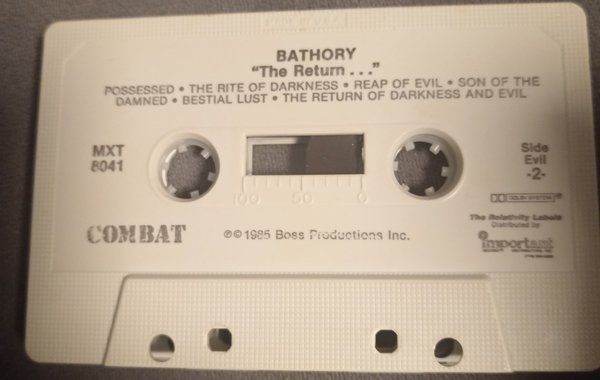 BATHORY
"The Return . . ."
POSSESSED • THE RITE OF DARKNESS • REAP OF EVIL • SON OF THE
DAMNED • BESTIAL LUST • THE RETURN OF DARKNESS AND EVIL
MXT
8041
Side
Evil
-2-
100 50 0
DOLBY SYSTEM
COMBAT
℗©1985 Boss Productions Inc.
The Relativity Labels
Distributed by
important